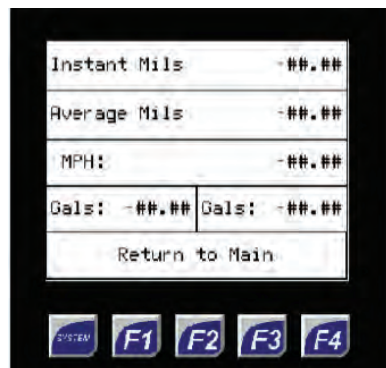 Instant Mils -##.##
Average Mils -##.##
MPH: -##.##
Gals: -##.## Gals: -##.##
Return to Main
SYSTEM F1 F2 F3 F4